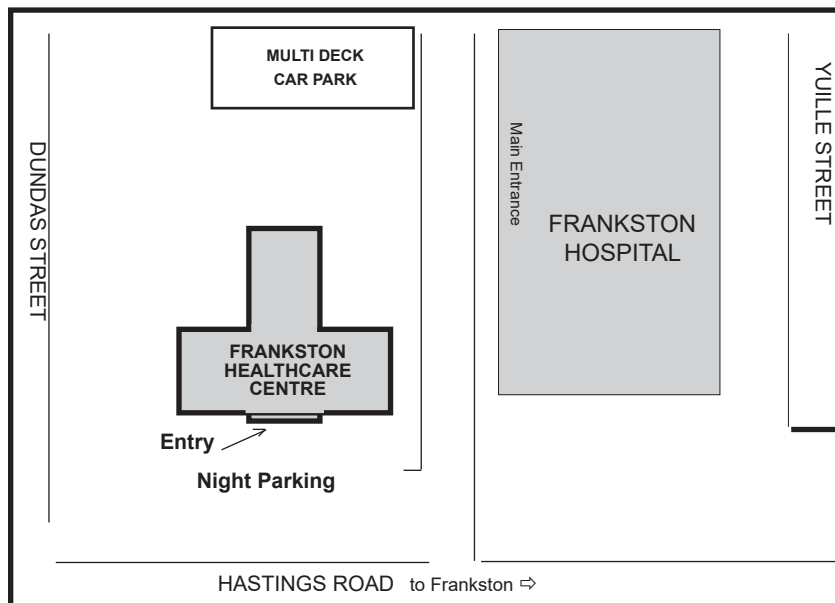 MULTI DECK
CAR PARK
DUNDAS STREET
Main Entrance
YUILLE STREET
FRANKSTON
HOSPITAL
FRANKSTON
HEALTHCARE
CENTRE
Entry
Night Parking
HASTINGS ROAD to Frankston ⇨